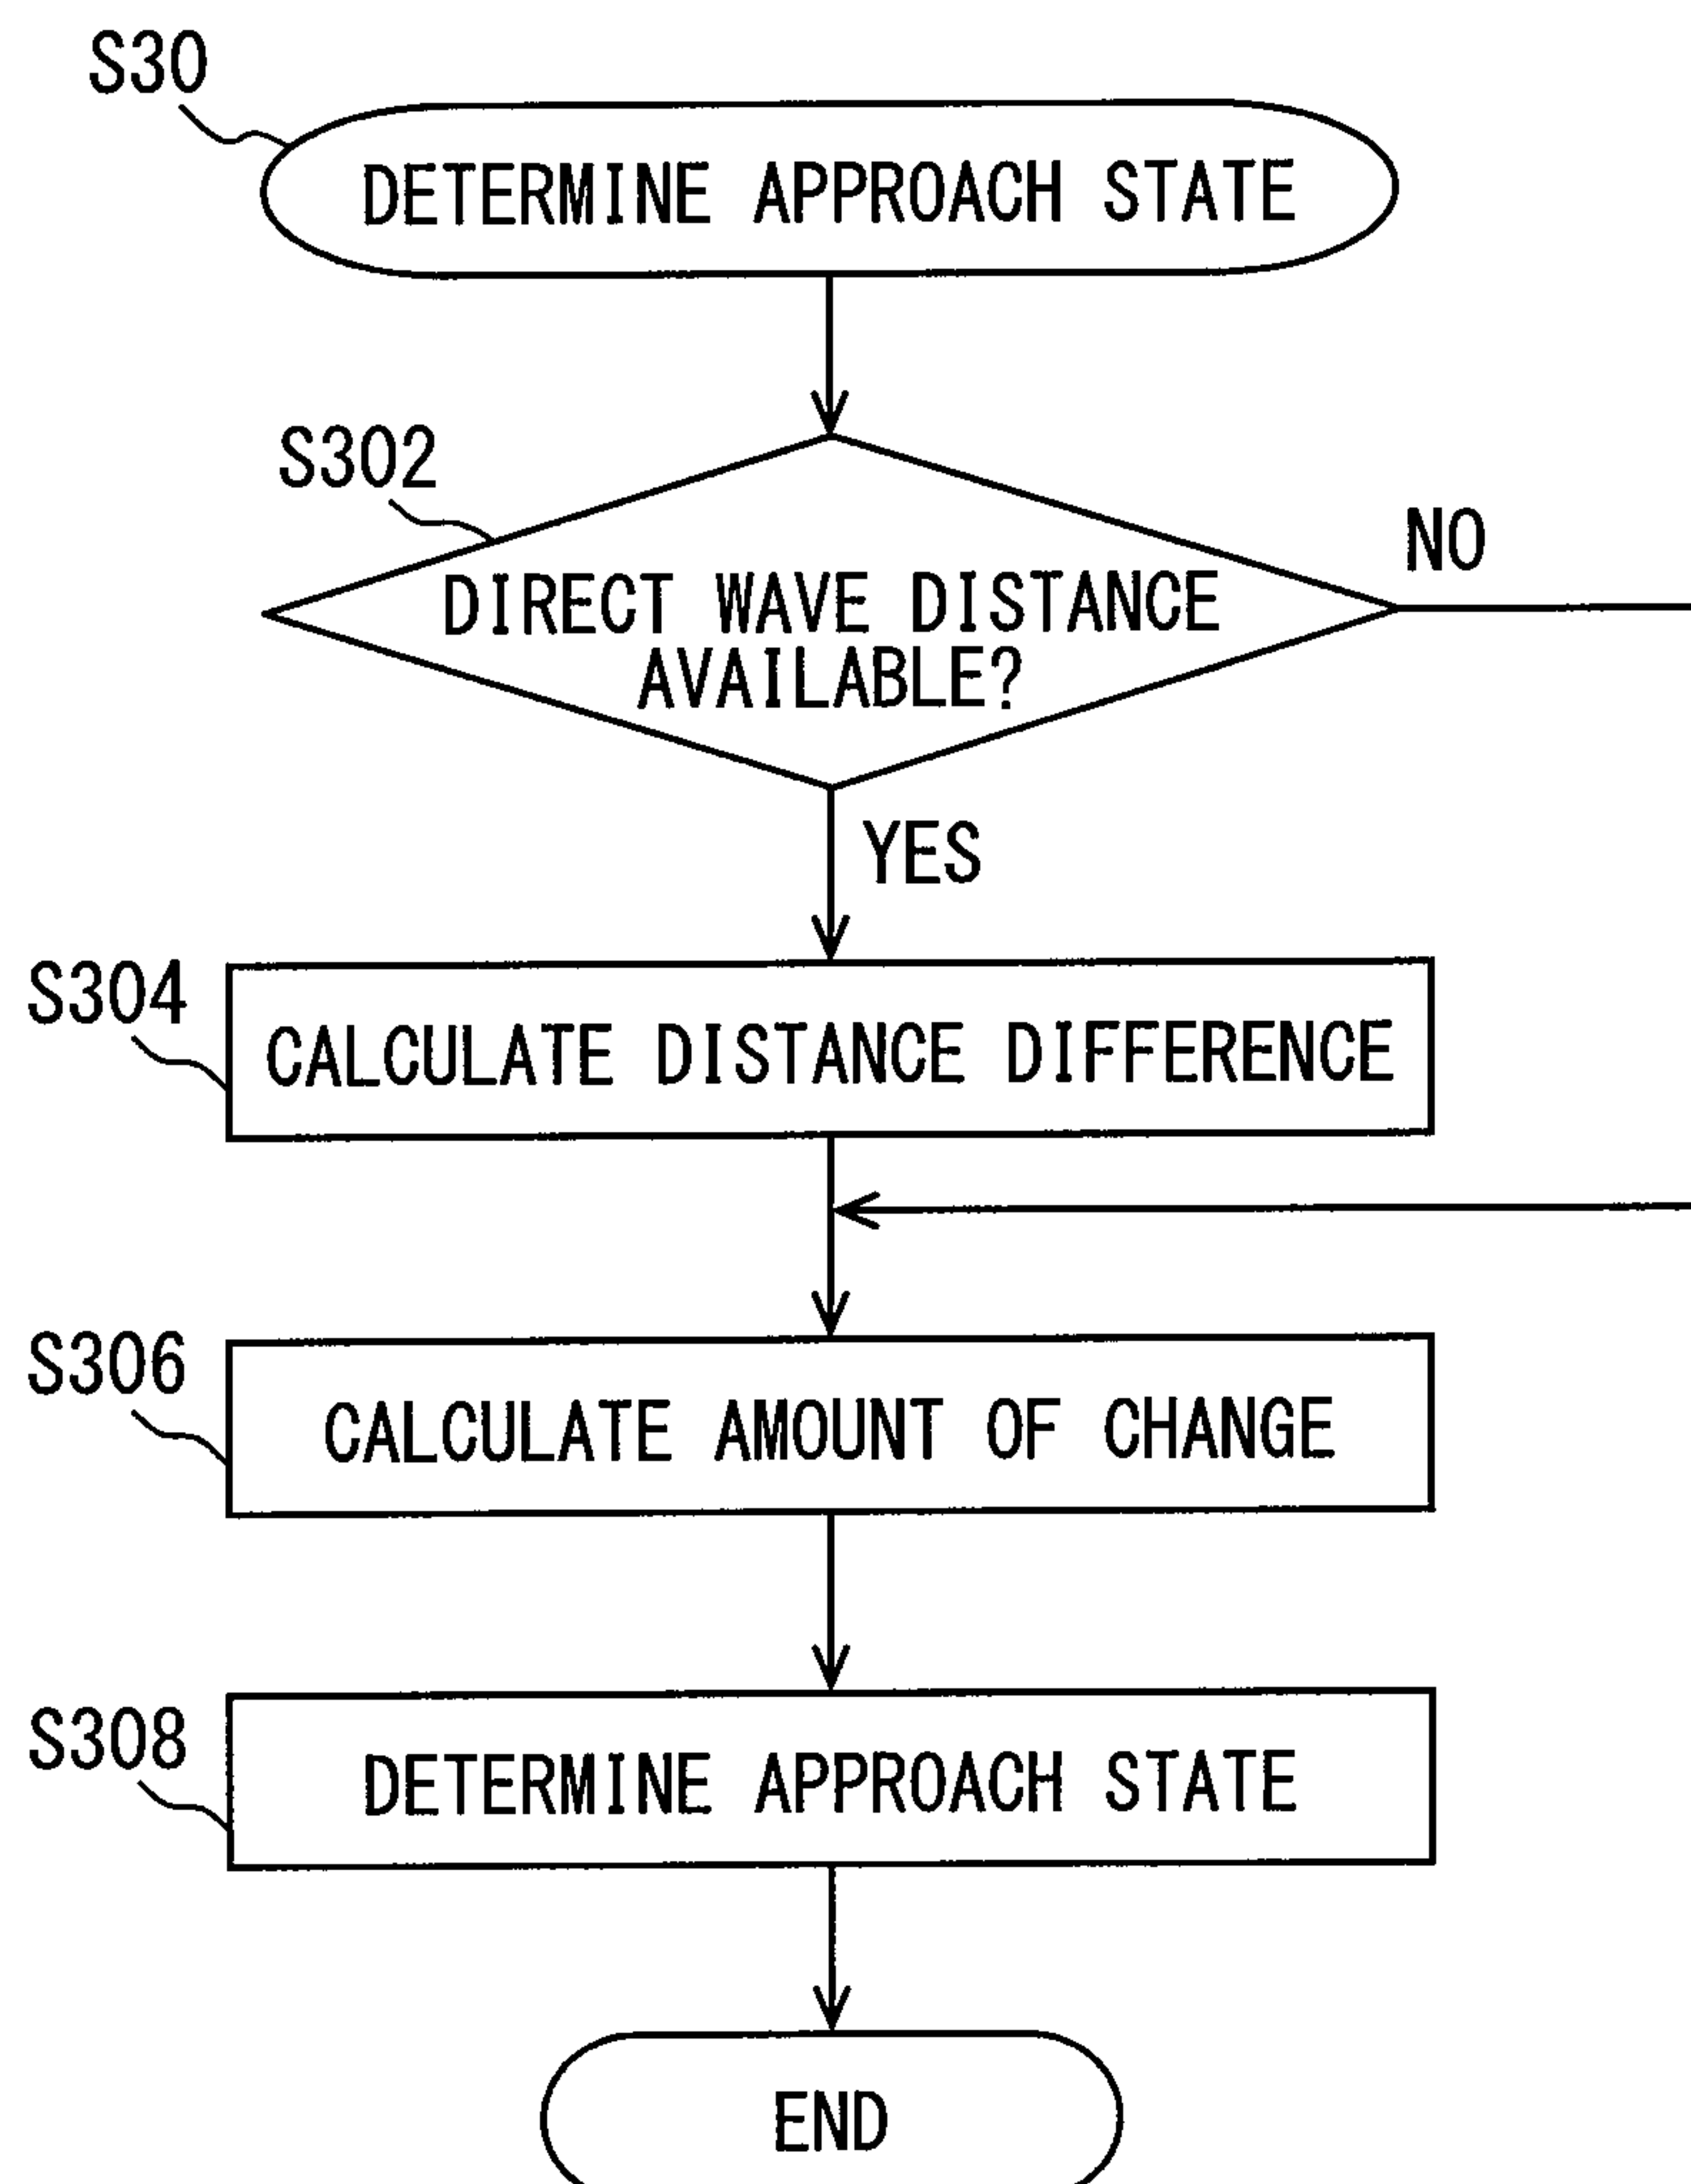 S30
DETERMINE APPROACH STATE
S302
DIRECT WAVE DISTANCE
AVAILABLE?
NO
YES
S304
CALCULATE DISTANCE DIFFERENCE
S306
CALCULATE AMOUNT OF CHANGE
S308
DETERMINE APPROACH STATE
END